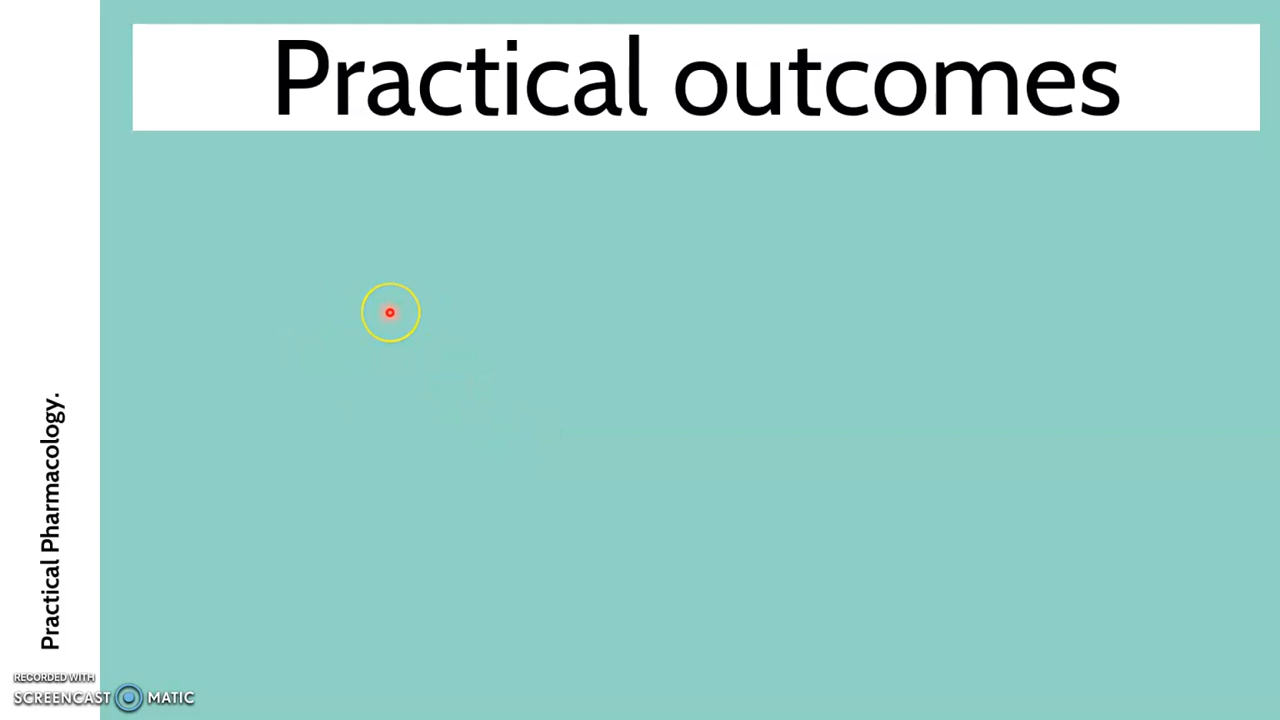 Practical outcomes
Practical Pharmacology.
RECORDED WITH
SCREENCAST MATIC